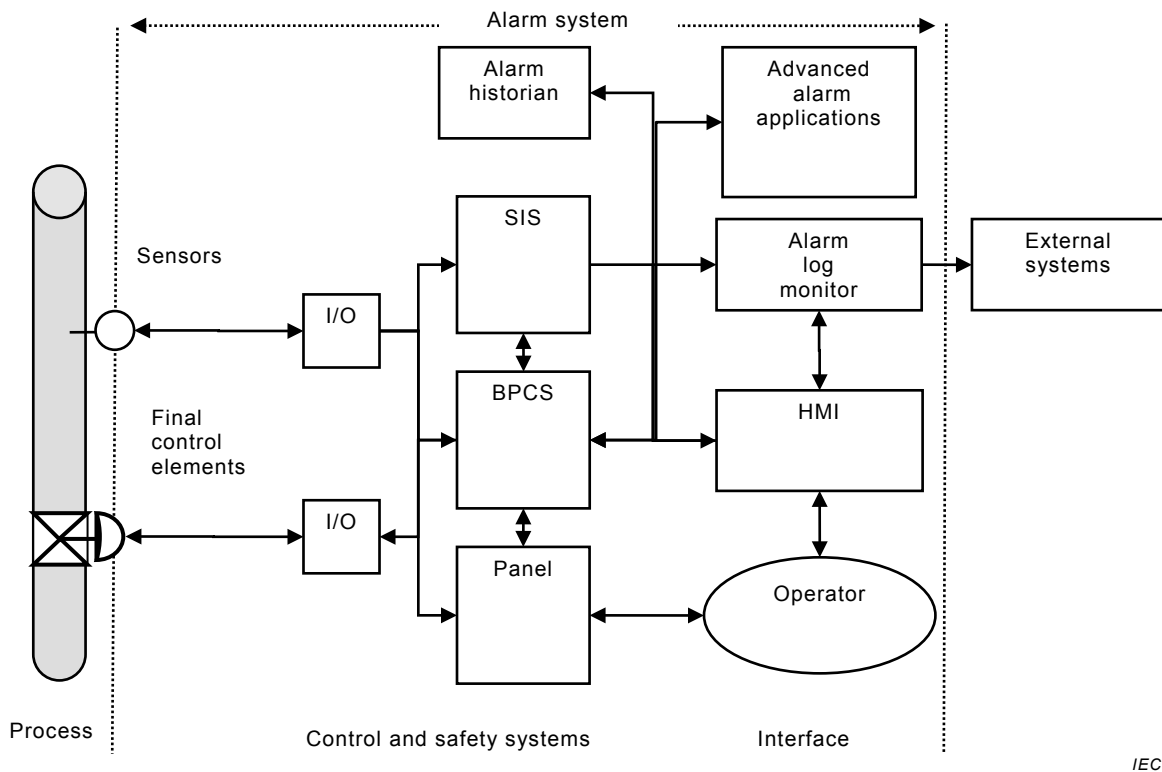 Alarm system
Alarm
historian
Advanced
alarm
applications
SIS
Alarm
log
monitor
External
systems
Sensors
I/O
BPCS
HMI
Final
control
elements
I/O
Panel
Operator
Process
Control and safety systems
Interface
IEC